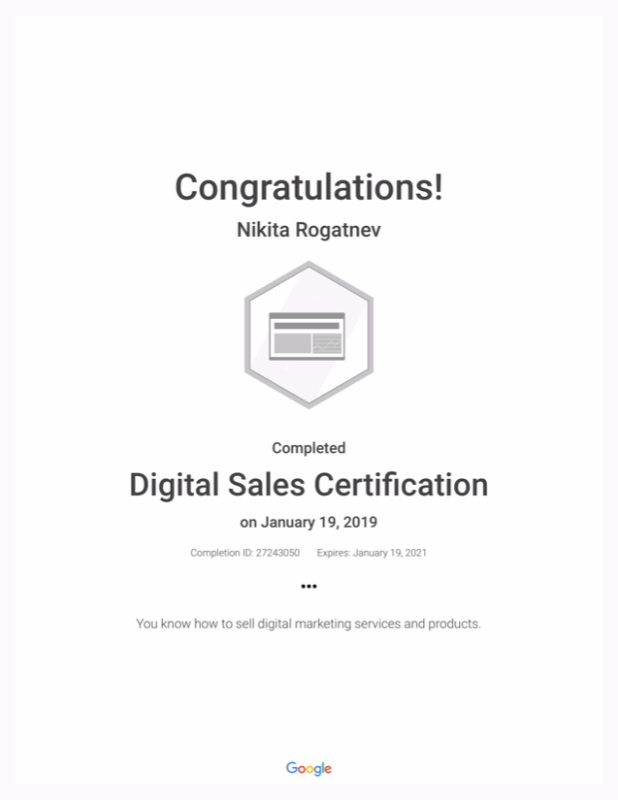 Congratulations!
Nikita Rogatnev
Completed
Digital Sales Certification
on January 19, 2019
Completion ID: 27243050 Expires: January 19, 2021
•••
You know how to sell digital marketing services and products.
Google